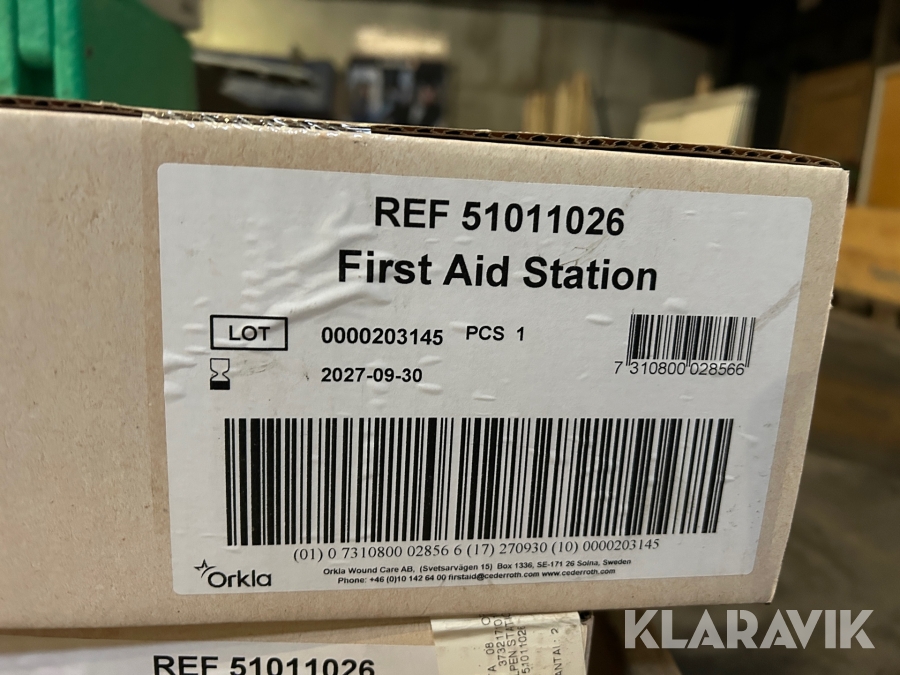 REF 51011026
First Aid Station
LOT 0000203145 PCS 1
2027-09-30
7 310800 028566
(01) 0 7310800 02856 6 (17) 270930 (10) 0000203145
Orkla
Orkla Wound Care AB, (Svetsarvägen 15) Box 1336, SE-171 26 Solna, Sweden
Phone: +46 (0)10 142 64 00 firstaid@cederroth.com www.cederroth.com
KLARAVIK
REF 51011026
51011026